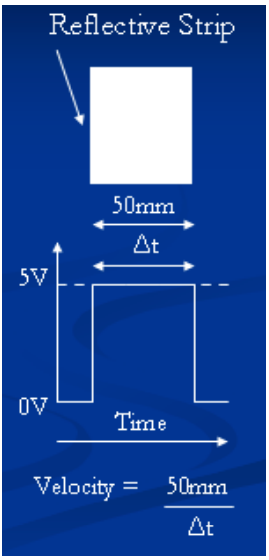 Reflective Strip
50mm
Δt
5V
0V
Time
Velocity = 50mm
Δt